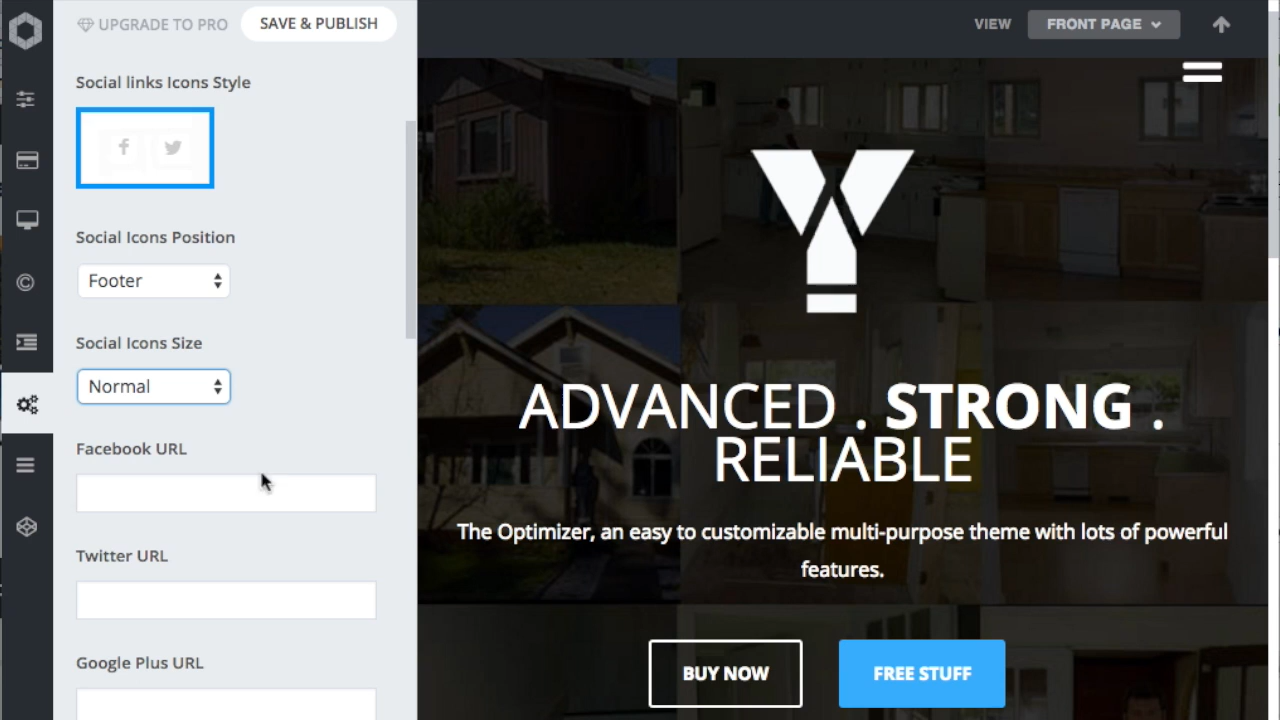 UPGRADE TO PRO
SAVE & PUBLISH
Social links Icons Style
Social Icons Position
Footer
Social Icons Size
Normal
Facebook URL
Twitter URL
Google Plus URL
VIEW
FRONT PAGE
ADVANCED . STRONG .
RELIABLE
The Optimizer, an easy to customizable multi-purpose theme with lots of powerful
features.
BUY NOW
FREE STUFF